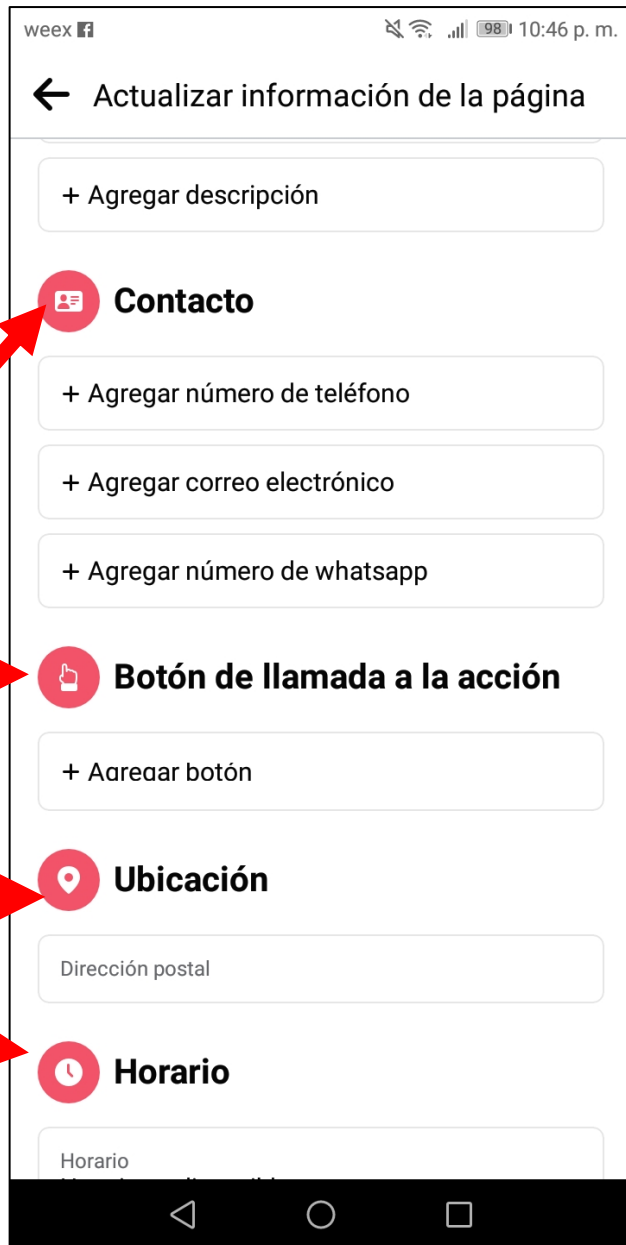 weex 98 10:46 p. m.
Actualizar información de la página
+ Agregar descripción
Contacto
+ Agregar número de teléfono
+ Agregar correo electrónico
+ Agregar número de whatsapp
Botón de llamada a la acción
+ Agregar botón
Ubicación
Dirección postal
Horario
Horario